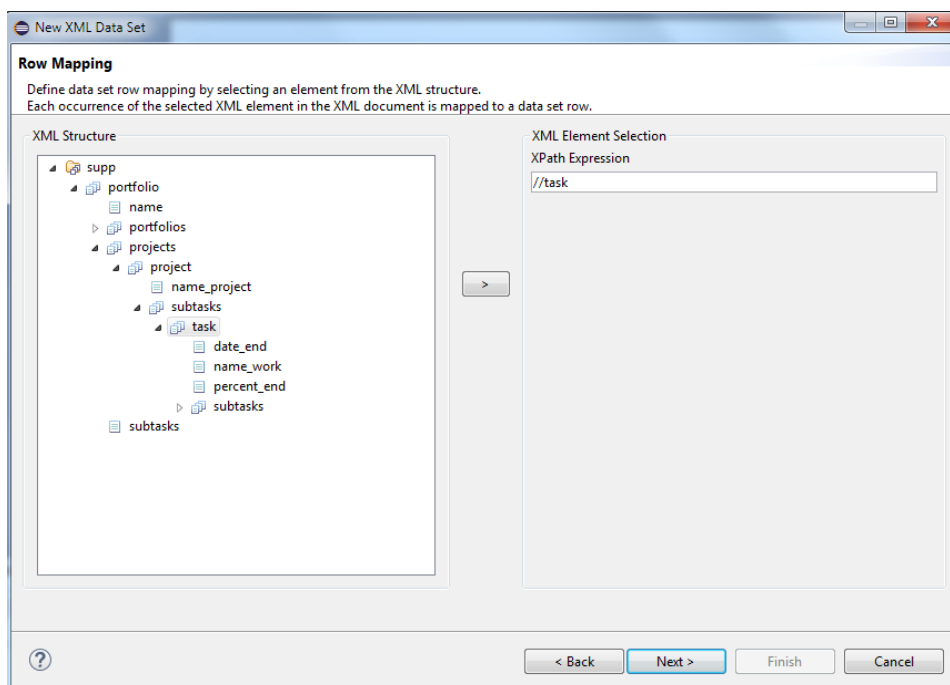 New XML Data Set
Row Mapping
Define data set row mapping by selecting an element from the XML structure.
Each occurrence of the selected XML element in the XML document is mapped to a data set row.
XML Structure
supp
portfolio
name
portfolios
projects
project
name_project
subtasks
task
date_end
name_work
percent_end
subtasks
subtasks
>
XML Element Selection
XPath Expression
//task
?
< Back
Next >
Finish
Cancel